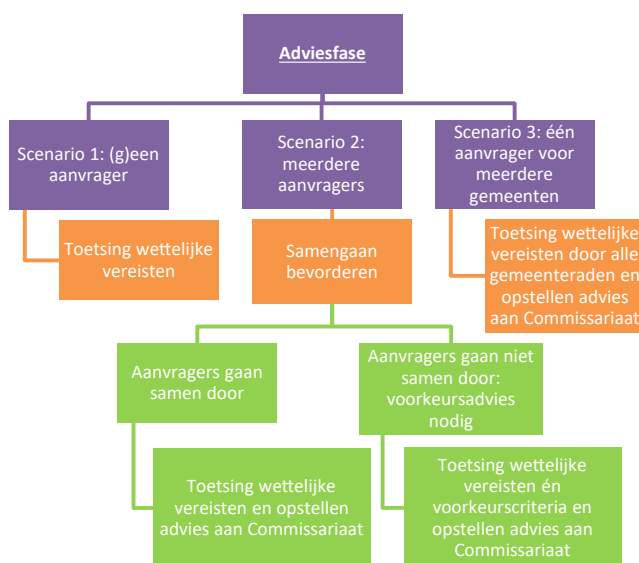 Adviesfase
Scenario 1: (g)een
aanvrager
Toetsing wettelijke
vereisten
Scenario 2:
meerdere
aanvragers
Samengaan
bevorderen
Aanvragers gaan
samen door
Toetsing wettelijke
vereisten en opstellen
advies aan Commissariaat
Aanvragers gaan niet
samen door:
voorkeursadvies
nodig
Toetsing wettelijke
vereisten én
voorkeurscriteria en
opstellen advies aan
Commissariaat
Scenario 3: één
aanvrager voor
meerdere
gemeenten
Toetsing wettelijke
vereisten door alle
gemeenteraden en
opstellen advies
aan Commissariaat